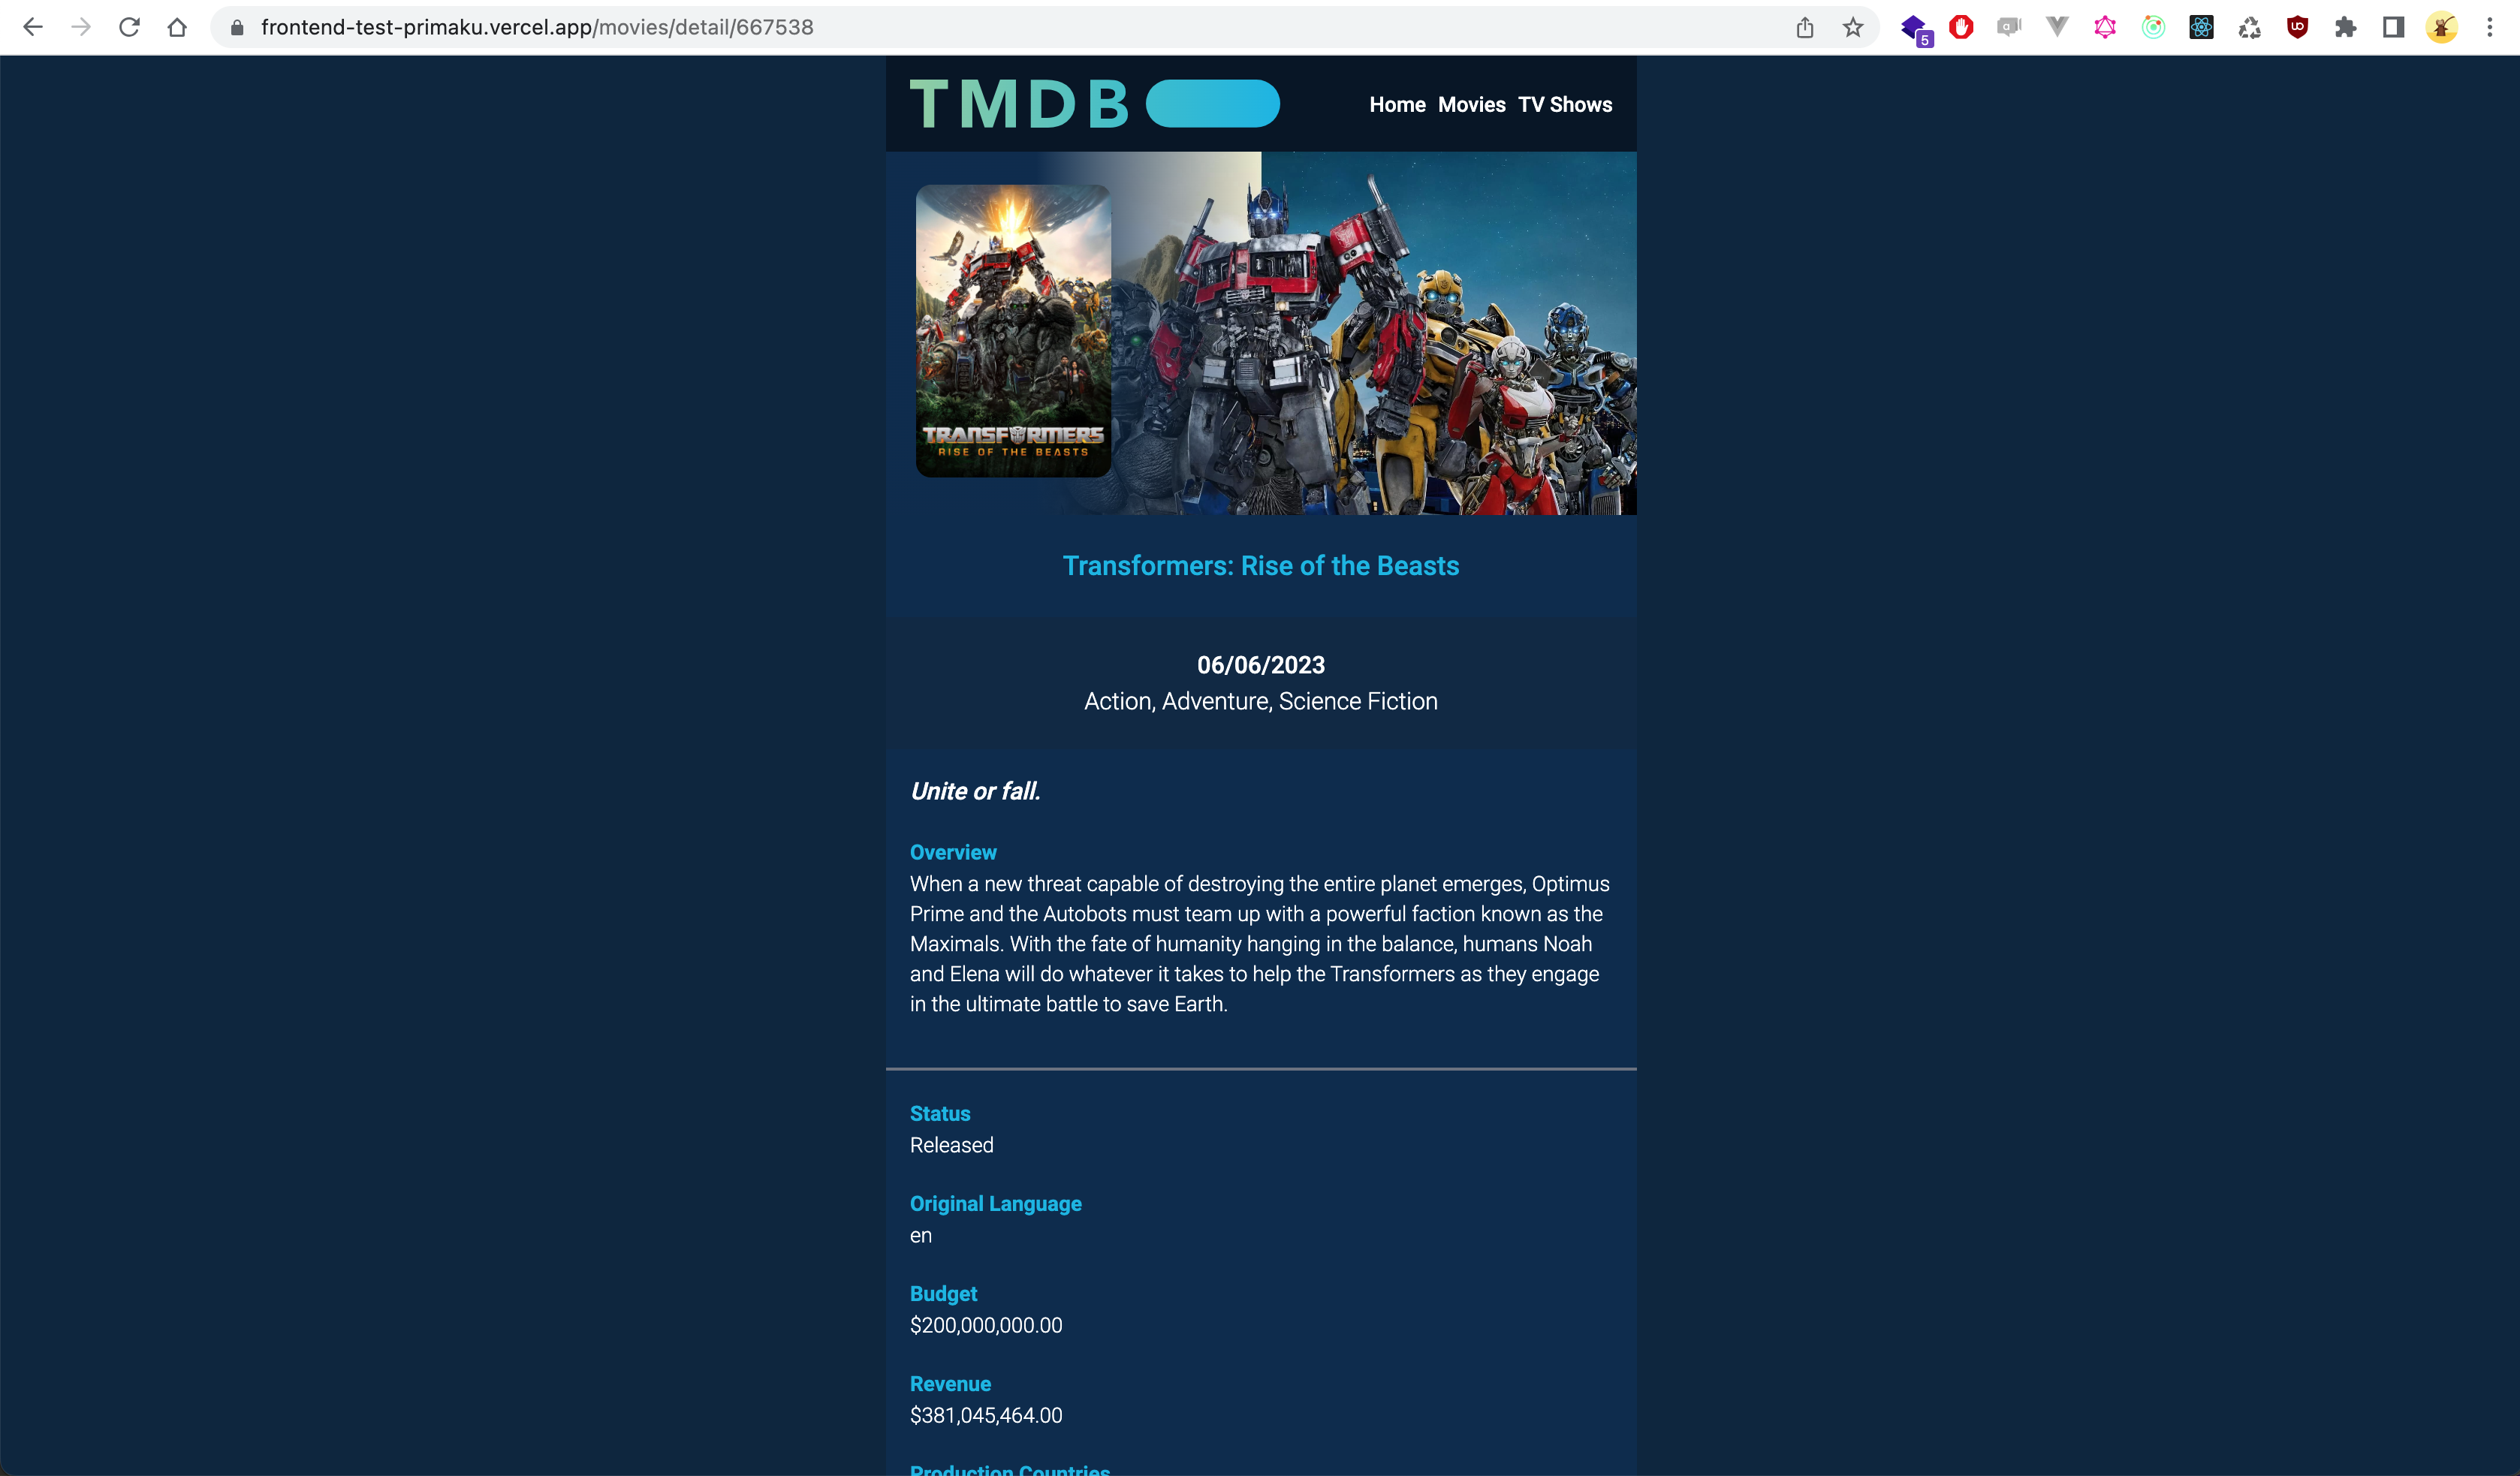 frontend-test-primaku.vercel.app/movies/detail/667538
5
TMDB
Home Movies TV Shows
TRANSFORMERS
RISE OF THE BEASTS
Transformers: Rise of the Beasts
06/06/2023
Action, Adventure, Science Fiction
Unite or fall.
Overview
When a new threat capable of destroying the entire planet emerges, Optimus
Prime and the Autobots must team up with a powerful faction known as the
Maximals. With the fate of humanity hanging in the balance, humans Noah
and Elena will do whatever it takes to help the Transformers as they engage
in the ultimate battle to save Earth.
Status
Released
Original Language
en
Budget
$200,000,000.00
Revenue
$381,045,464.00
Production Countries